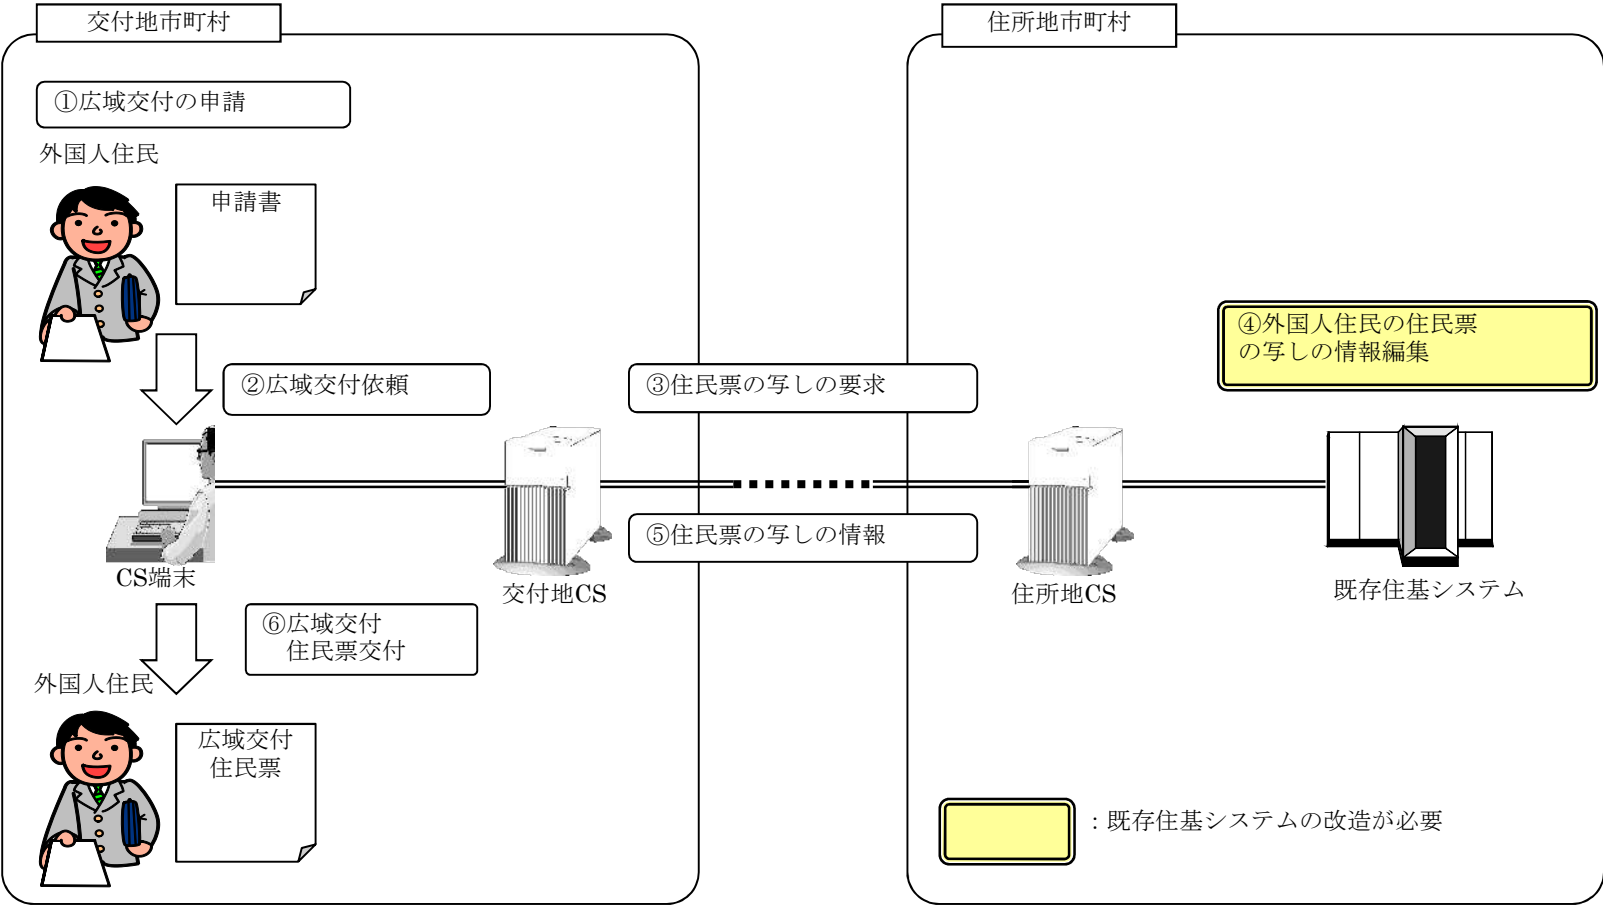 交付地市町村
住所地市町村
①広域交付の申請
外国人住民
申請書
④外国人住民の住民票
の写しの情報編集
②広域交付依頼
③住民票の写しの要求
⑤住民票の写しの情報
CS端末
交付地CS
住所地CS
既存住基システム
⑥広域交付
住民票交付
外国人住民
広域交付
住民票
：既存住基システムの改造が必要